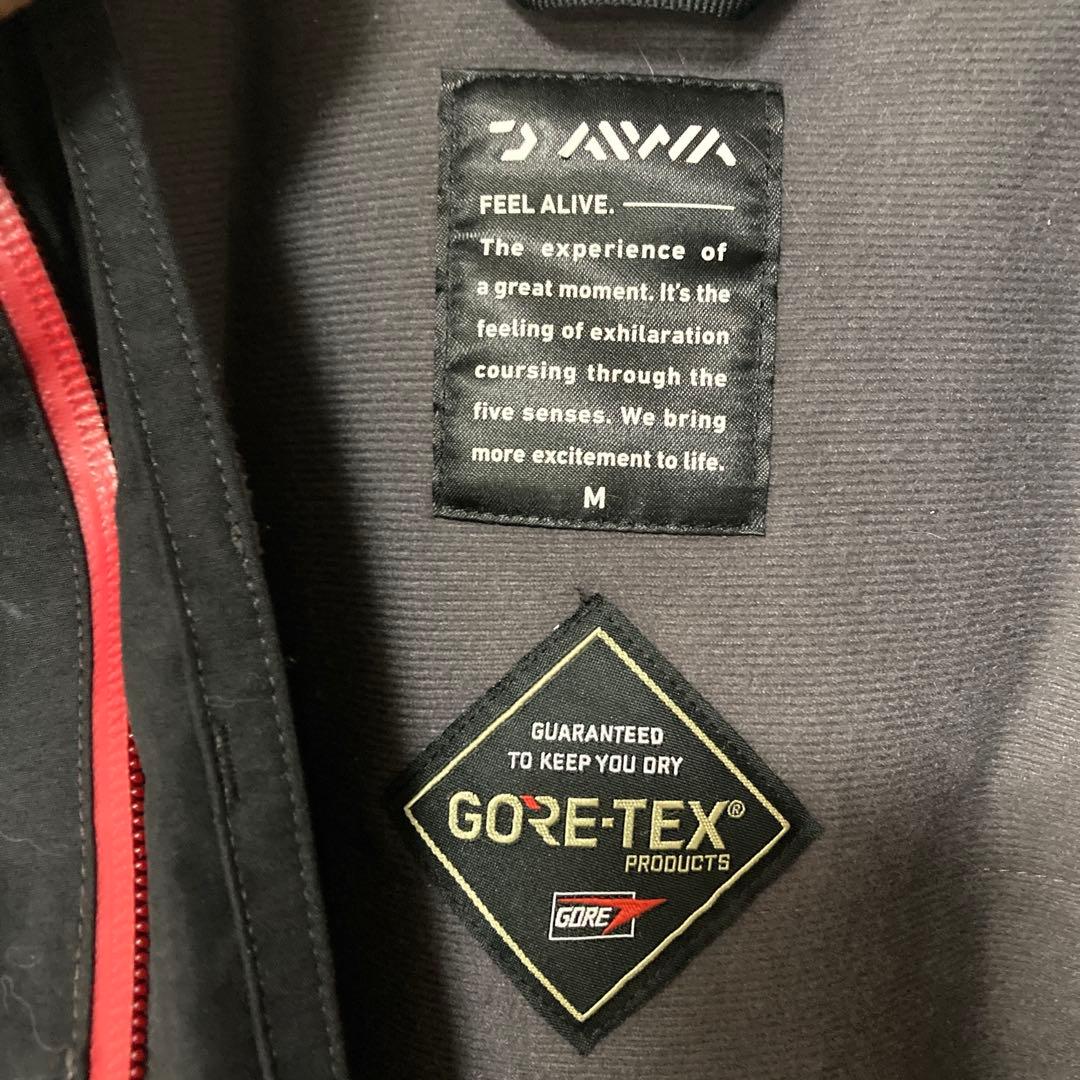 DAIWA
FEEL ALIVE.
The experience of
a great moment. It's the
feeling of exhilaration
coursing through the
five senses. We bring
more excitement to life.
M
GUARANTEED
TO KEEP YOU DRY
GORE-TEX®
PRODUCTS
GORE